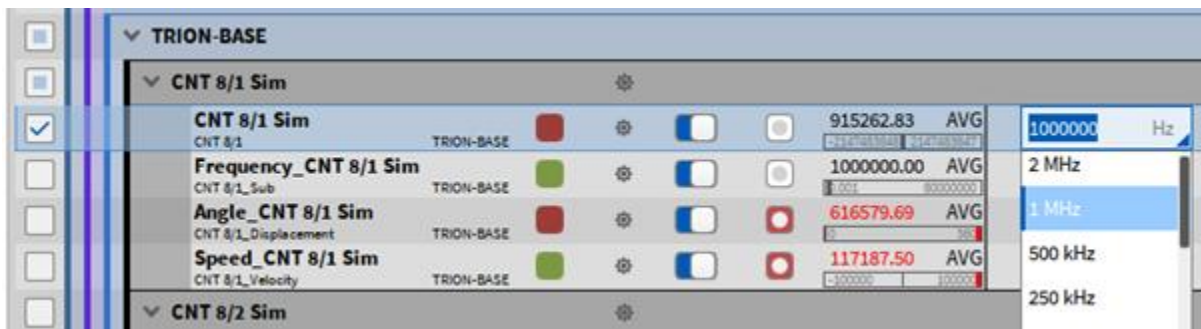 TRION-BASE
CNT 8/1 Sim
CNT 8/1 Sim 915262.83 AVG 1000000 Hz
CNT 8/1 TRION-BASE -2147483648 2147483647
Frequency_CNT 8/1 Sim 1000000.00 AVG 2 MHz
CNT 8/1_Sub TRION-BASE 0.001 80000000
Angle_CNT 8/1 Sim 616579.69 AVG 1 MHz
CNT 8/1_Displacement TRION-BASE 0 360
Speed_CNT 8/1 Sim 117187.50 AVG 500 kHz
CNT 8/1_Velocity TRION-BASE -100000 100000
CNT 8/2 Sim 250 kHz